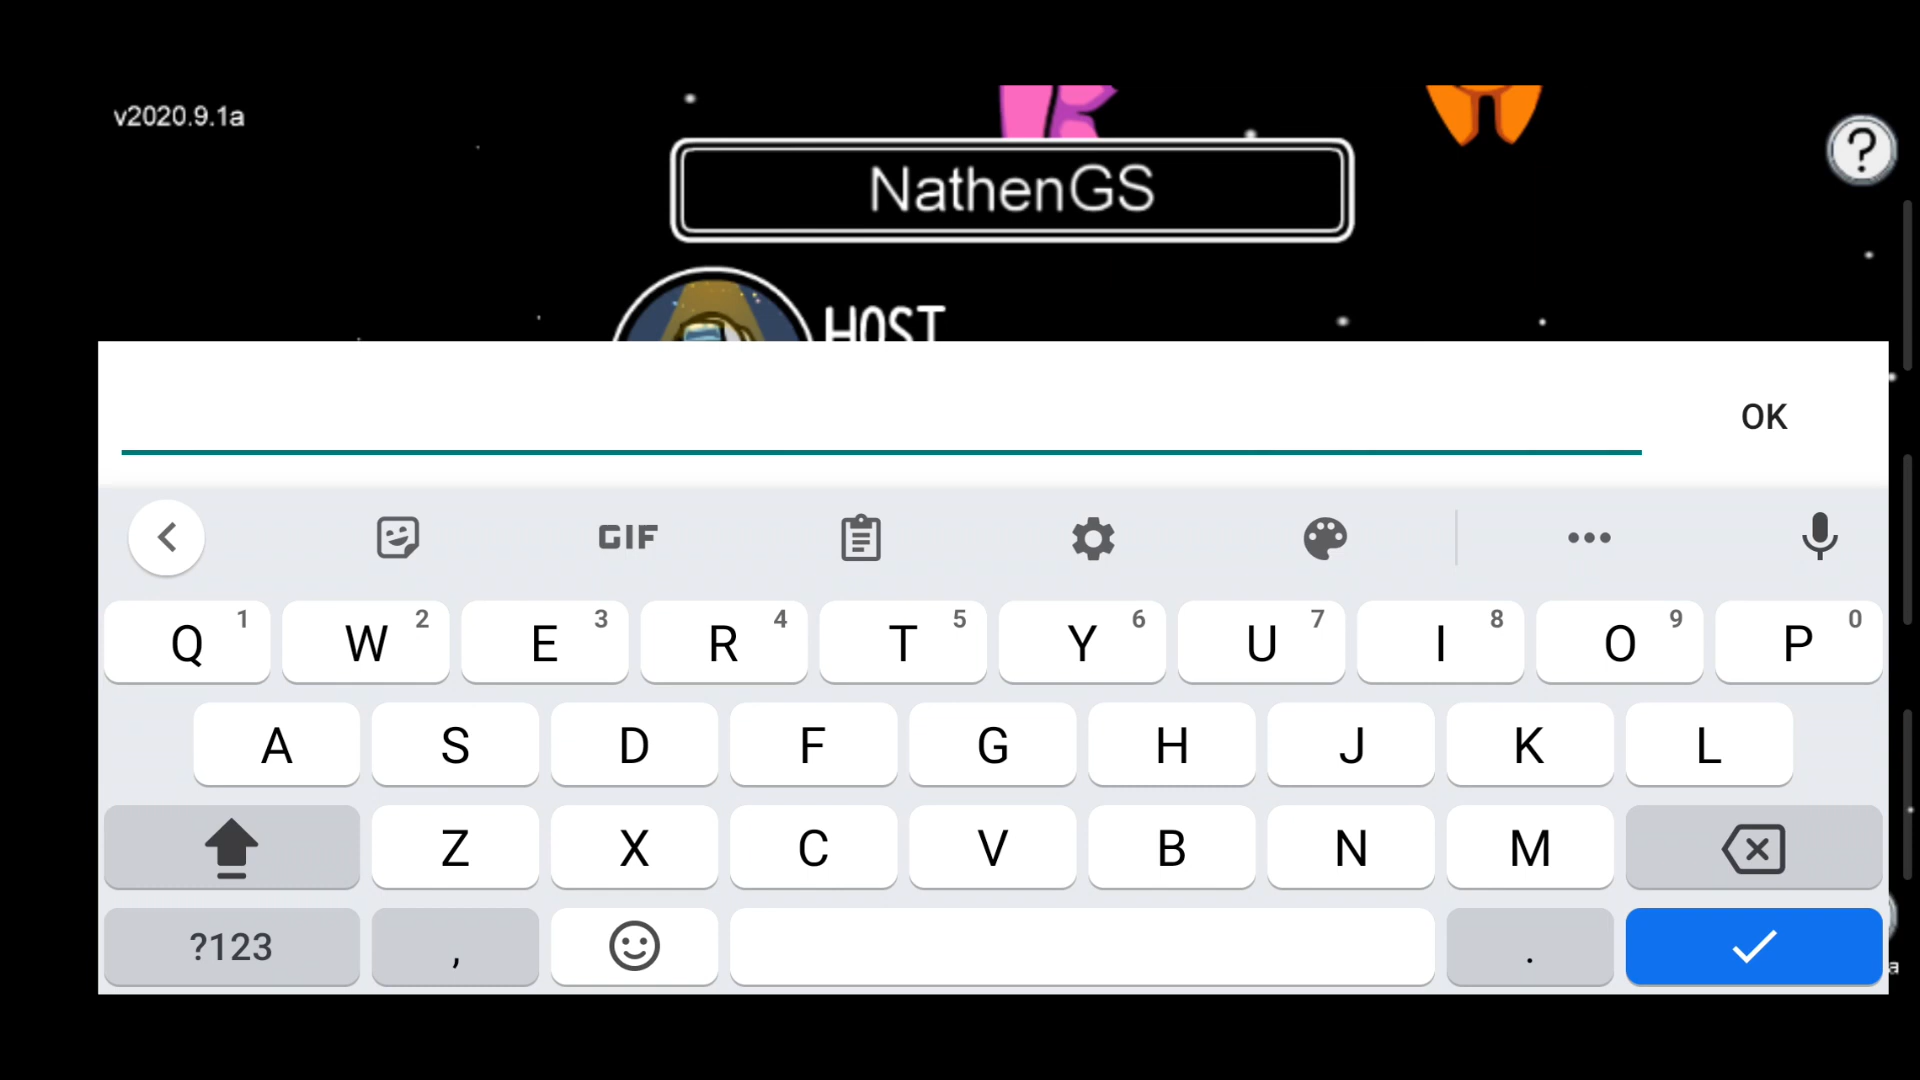 v2020.9.1a
?
NathenGS
HOST
OK
GIF
Q 1 W 2 E 3 R 4 T 5 Y 6 U 7 I 8 O 9 P 0
A S D F G H J K L
Z X C V B N M
?123 , .
a